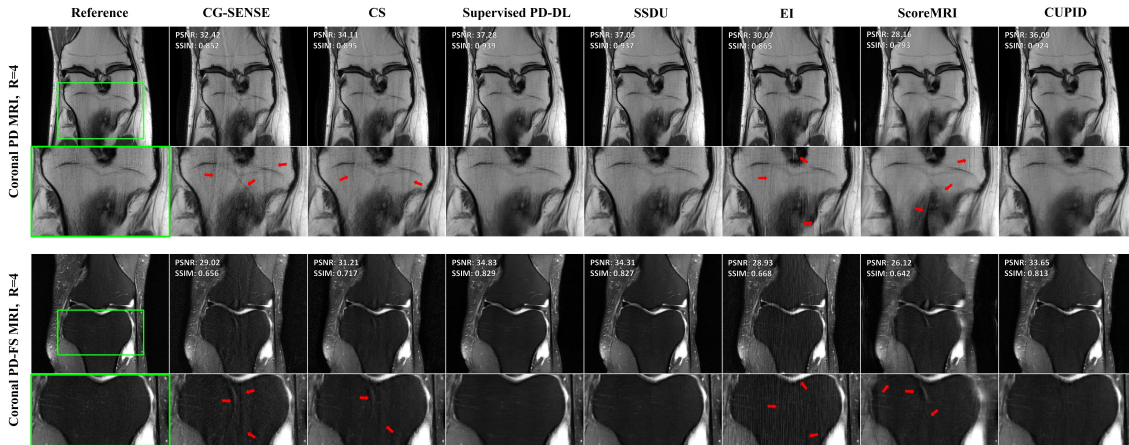 Reference CG-SENSE CS Supervised PD-DL SSDU EI ScoreMRI CUPID
Coronal PD MRI, R=4
PSNR: 32.42
SSIM: 0.852
PSNR: 34.11
SSIM: 0.895
PSNR: 37.28
SSIM: 0.939
PSNR: 37.05
SSIM: 0.937
PSNR: 30.07
SSIM: 0.865
PSNR: 28.16
SSIM: 0.793
PSNR: 36.09
SSIM: 0.924
Coronal PD-FS MRI, R=4
PSNR: 29.02
SSIM: 0.656
PSNR: 31.21
SSIM: 0.717
PSNR: 34.83
SSIM: 0.829
PSNR: 34.31
SSIM: 0.827
PSNR: 28.93
SSIM: 0.668
PSNR: 26.12
SSIM: 0.642
PSNR: 33.65
SSIM: 0.813